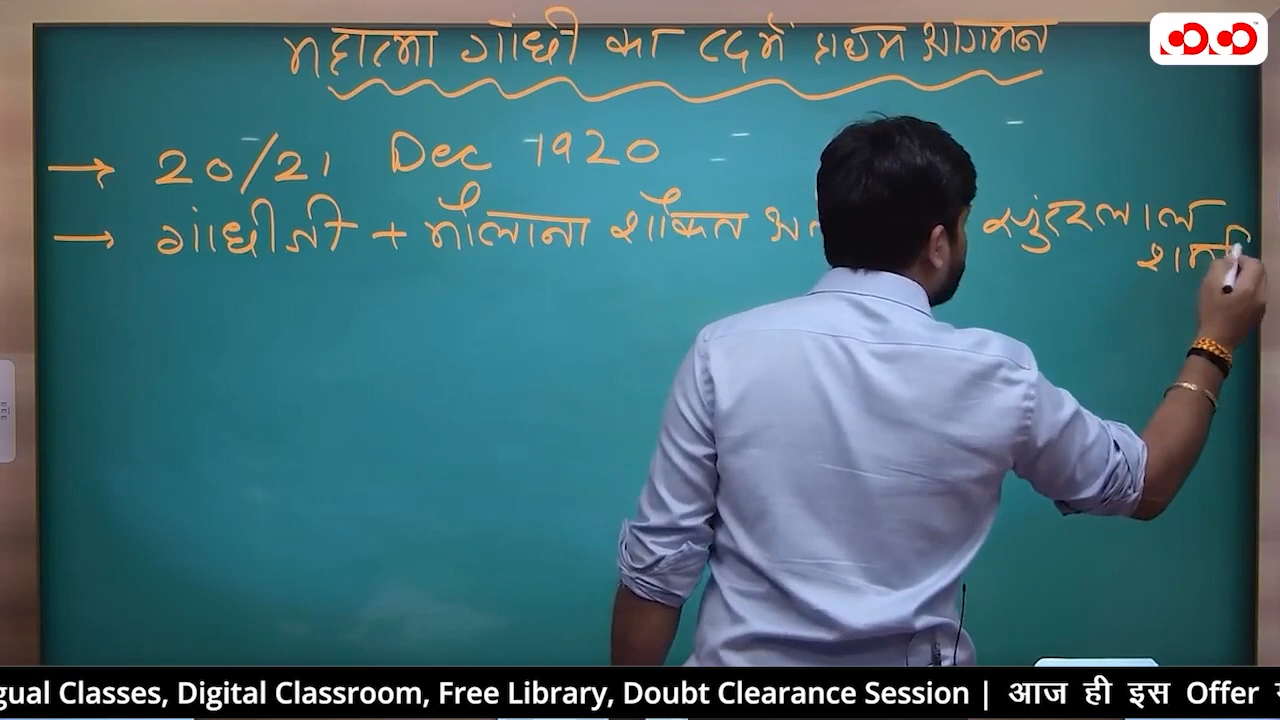 महात्मा गांधी का CG में प्रथम आगमन
→ 20/21 Dec 1920
→ गांधीजी + मौलाना शौकत सुंदरलाल
शर्मा
gual Classes, Digital Classroom, Free Library, Doubt Clearance Session | आज ही इस Offer